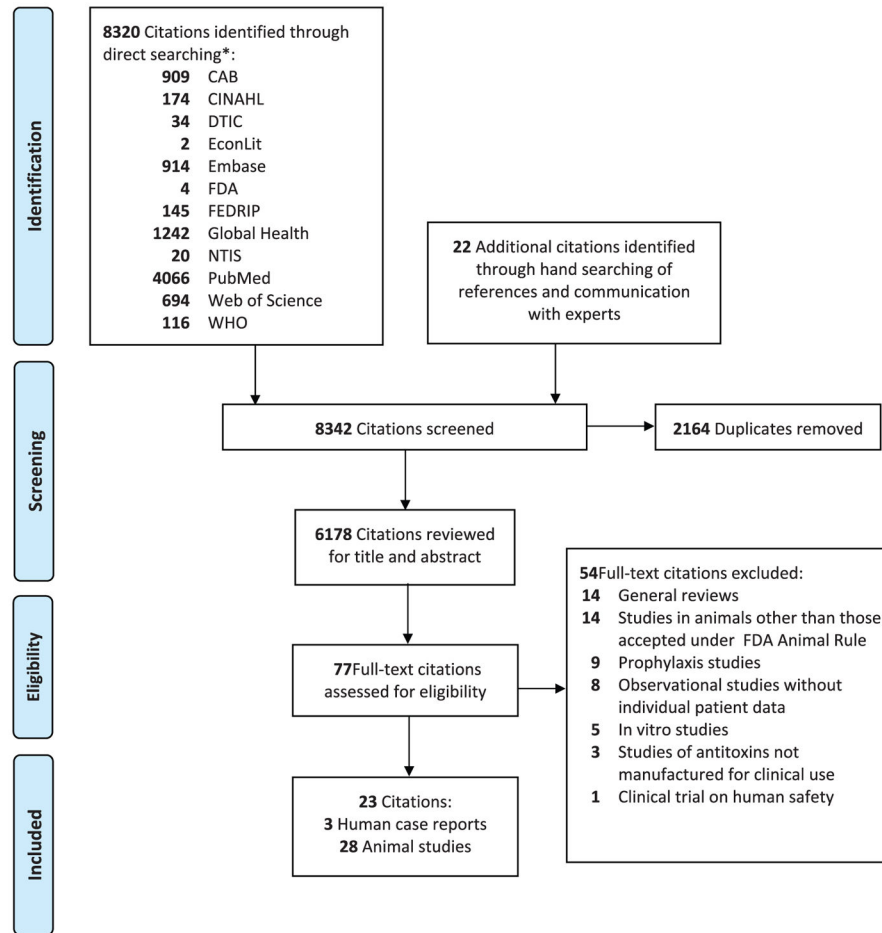 Identification
8320 Citations identified through
direct searching*:
909 CAB
174 CINAHL
34 DTIC
2 EconLit
914 Embase
4 FDA
145 FEDRIP
1242 Global Health
20 NTIS
4066 PubMed
694 Web of Science
116 WHO
22 Additional citations identified
through hand searching of
references and communication
with experts
Screening
8342 Citations screened
2164 Duplicates removed
6178 Citations reviewed
for title and abstract
Eligibility
77Full-text citations
assessed for eligibility
54Full-text citations excluded:
14 General reviews
14 Studies in animals other than those
accepted under FDA Animal Rule
9 Prophylaxis studies
8 Observational studies without
individual patient data
5 In vitro studies
3 Studies of antitoxins not
manufactured for clinical use
1 Clinical trial on human safety
Included
23 Citations:
3 Human case reports
28 Animal studies